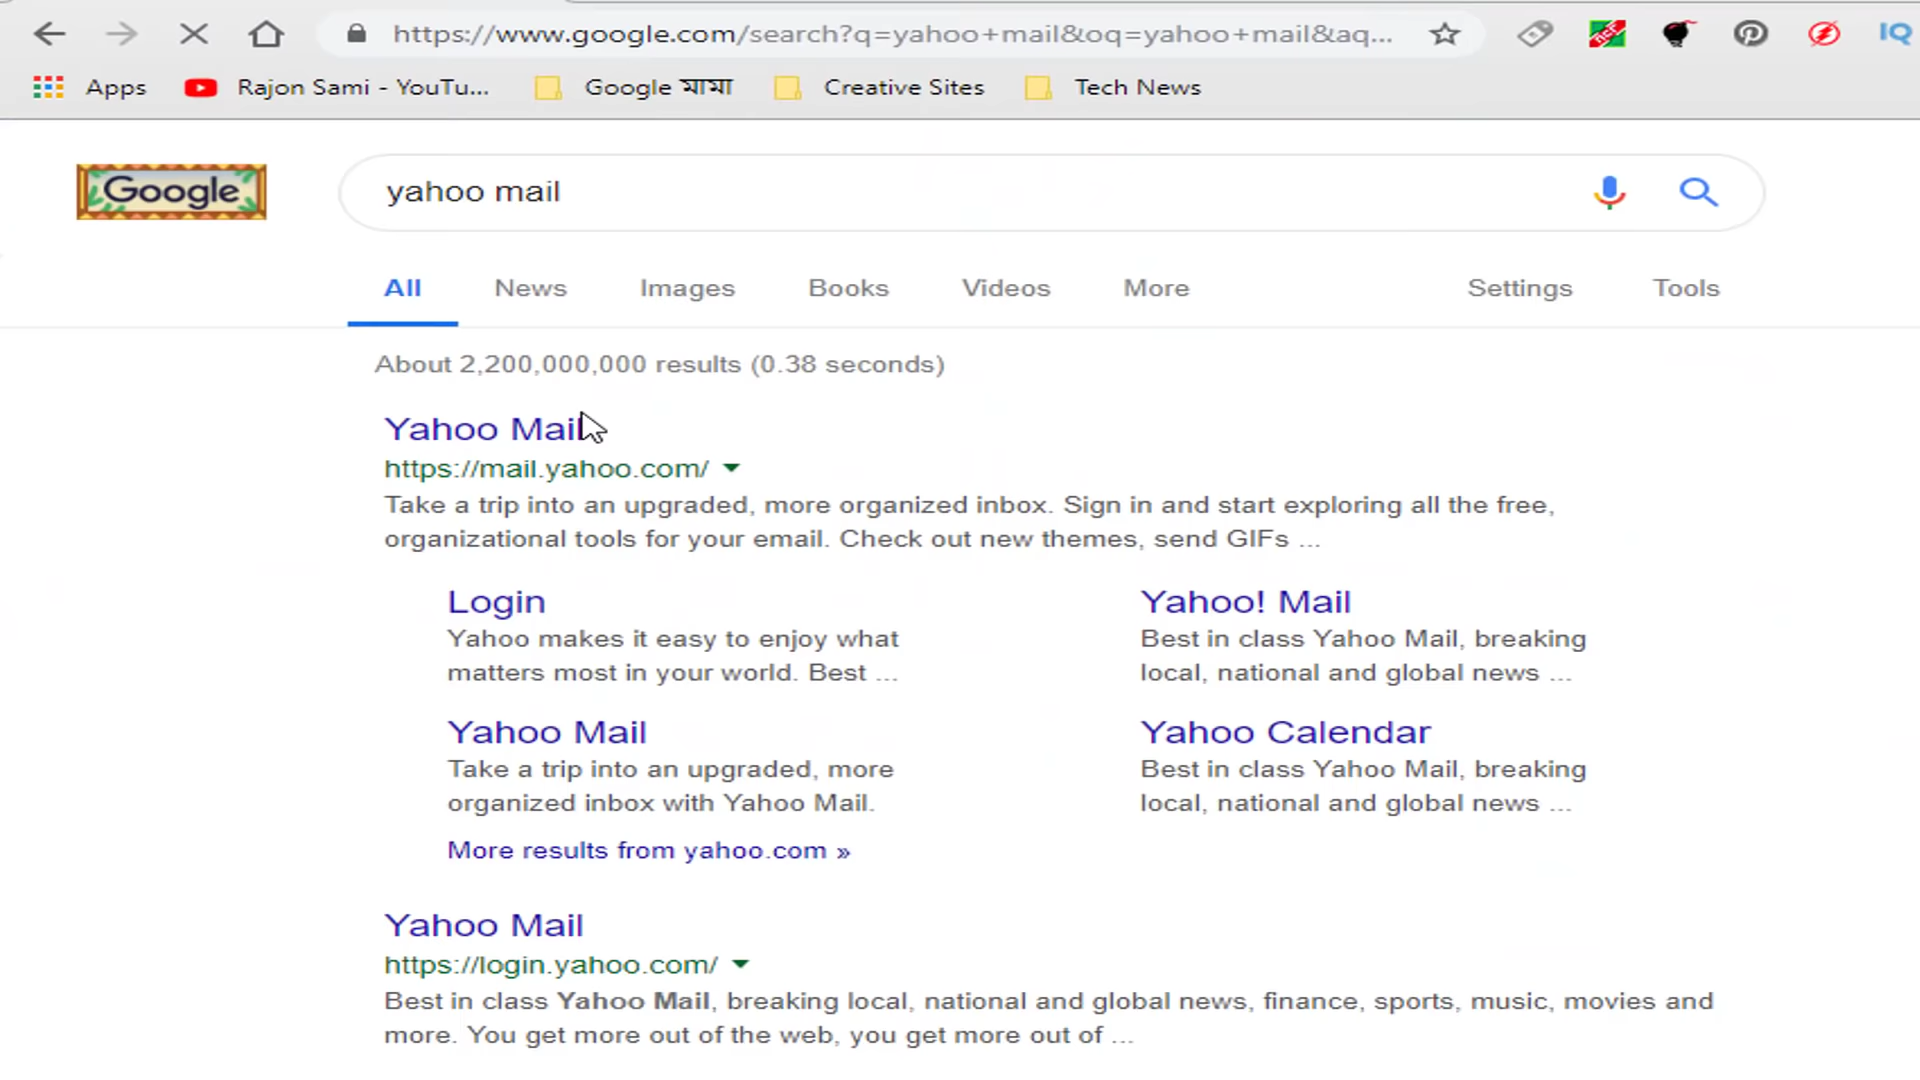 https://www.google.com/search?q=yahoo+mail&oq=yahoo+mail&aq...
IQ
Apps Rajon Sami - YouTu... Google মামা Creative Sites Tech News
Google yahoo mail
All News Images Books Videos More Settings Tools
About 2,200,000,000 results (0.38 seconds)
Yahoo Mail
https://mail.yahoo.com/
Take a trip into an upgraded, more organized inbox. Sign in and start exploring all the free,
organizational tools for your email. Check out new themes, send GIFs ...
Login
Yahoo makes it easy to enjoy what
matters most in your world. Best ...
Yahoo! Mail
Best in class Yahoo Mail, breaking
local, national and global news ...
Yahoo Mail
Take a trip into an upgraded, more
organized inbox with Yahoo Mail.
Yahoo Calendar
Best in class Yahoo Mail, breaking
local, national and global news ...
More results from yahoo.com »
Yahoo Mail
https://login.yahoo.com/
Best in class Yahoo Mail, breaking local, national and global news, finance, sports, music, movies and
more. You get more out of the web, you get more out of ...